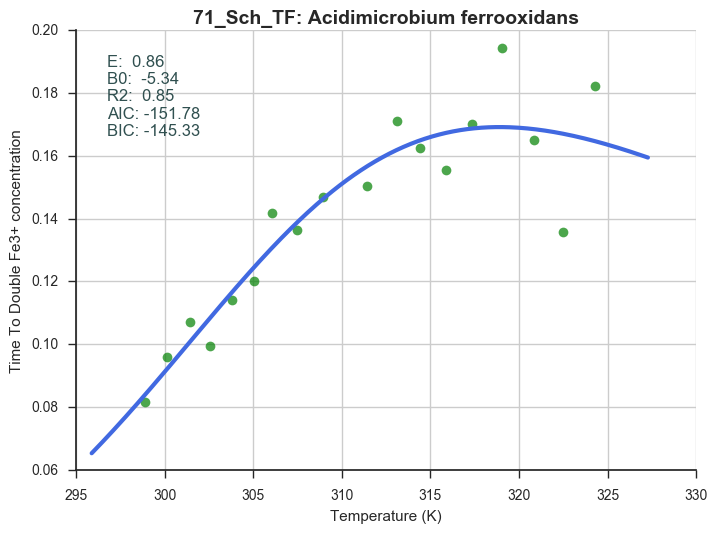 71_Sch_TF: Acidimicrobium ferrooxidans
E: 0.86
B0: -5.34
R2: 0.85
AIC: -151.78
BIC: -145.33
Time To Double Fe3+ concentration
0.20
0.18
0.16
0.14
0.12
0.10
0.08
0.06
295 300 305 310 315 320 325 330
Temperature (K)